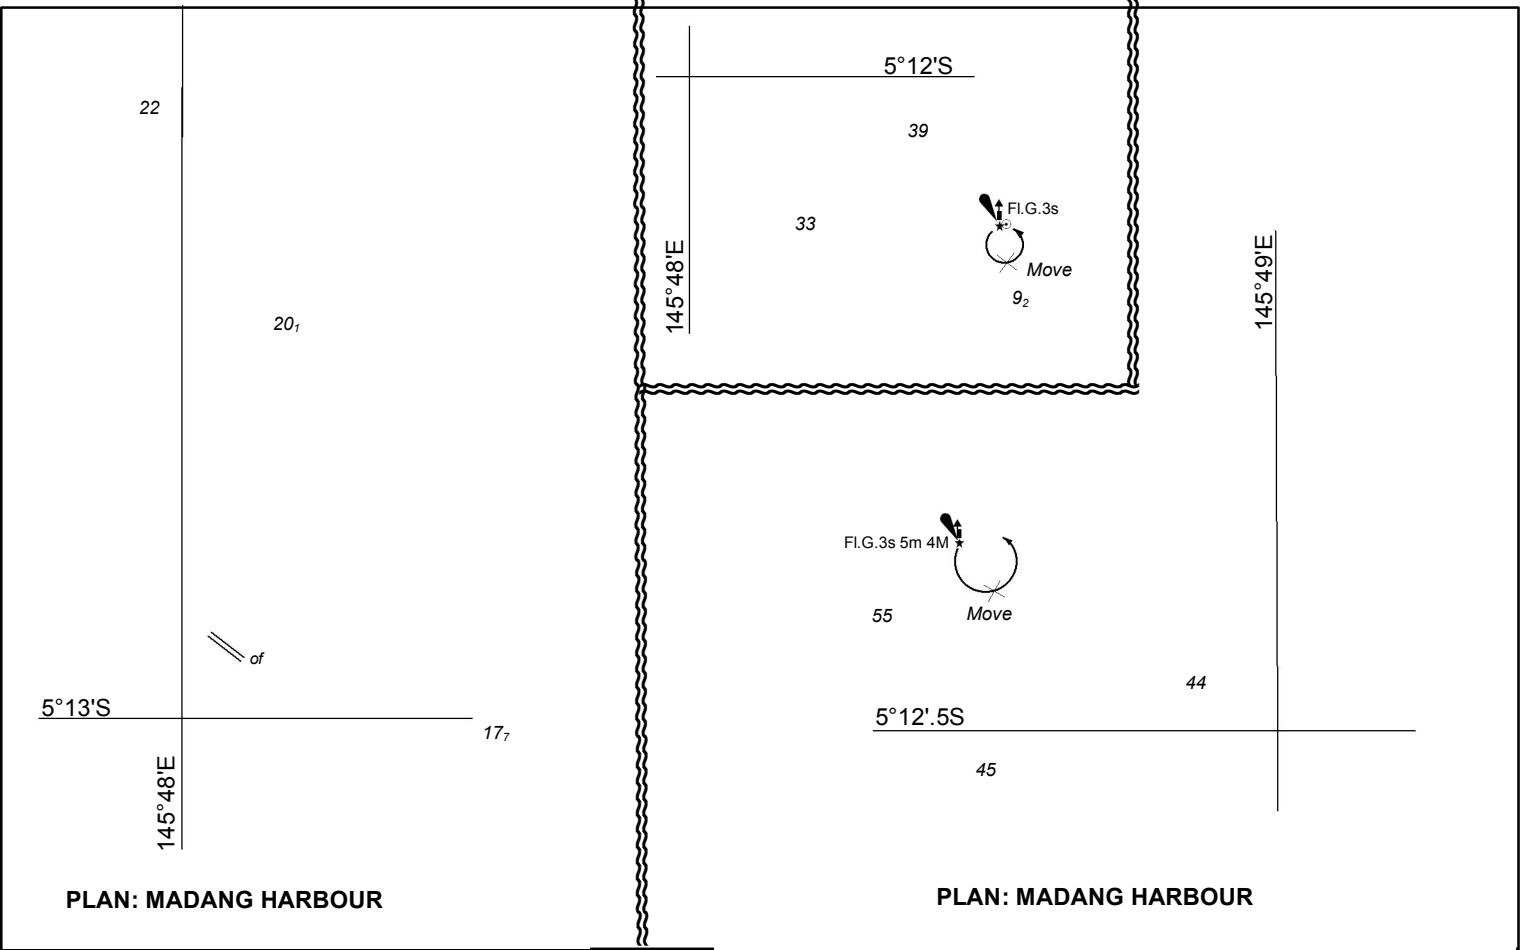 22
20₁
of
5°13'S
17₇
145°48'E
PLAN: MADANG HARBOUR
5°12'S
39
33
Fl.G.3s
Move
9₂
145°48'E
145°49'E
Fl.G.3s 5m 4M
Move
55
44
5°12'.5S
45
PLAN: MADANG HARBOUR